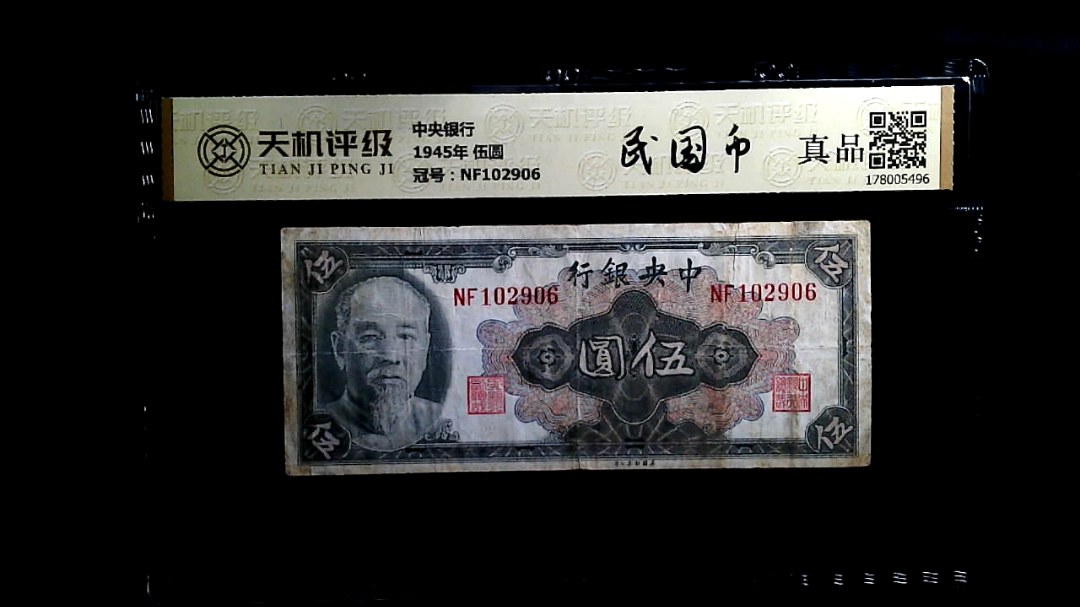 天机评级
TIAN JI PING JI
中央银行
1945年 伍圆
冠号：NF102906
民国币
真品
178005496
伍
伍
行銀央中
NF102906
NF102906
圓伍
伍
伍